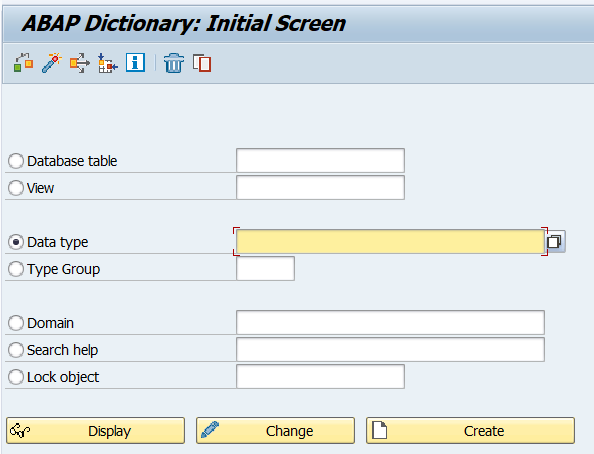 ABAP Dictionary: Initial Screen
Database table
View
Data type
Type Group
Domain
Search help
Lock object
Display Change Create